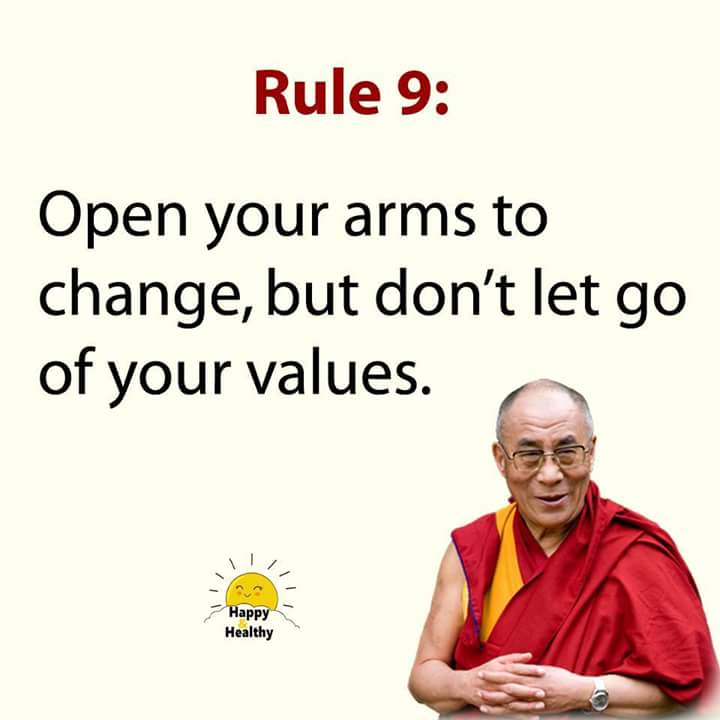 Rule 9:
Open your arms to
change, but don't let go
of your values.
Happy
&
Healthy